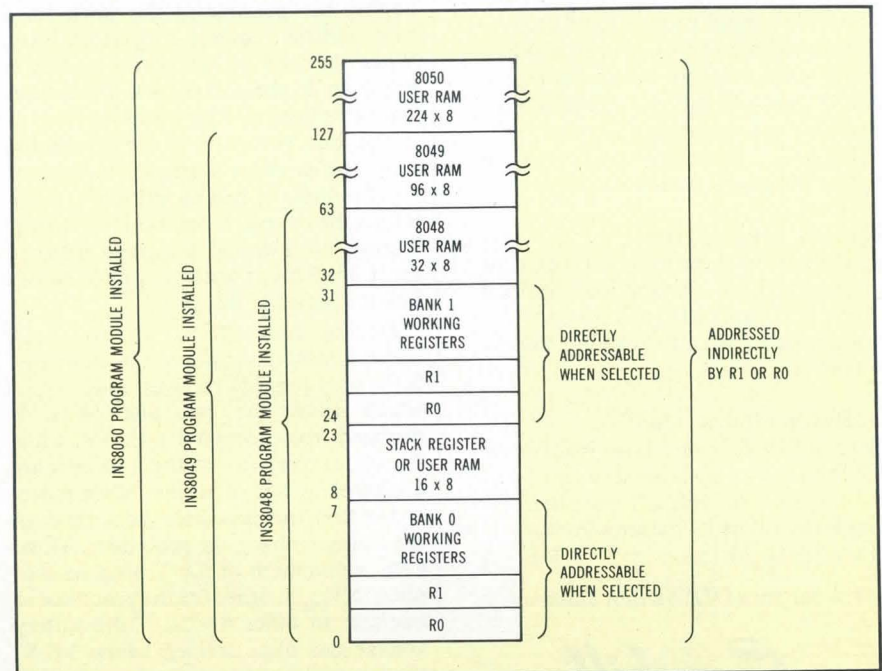 255
8050
USER RAM
224 x 8
127
8049
USER RAM
96 x 8
63
8048
USER RAM
32 x 8
32
31
BANK 1
WORKING
REGISTERS
R1
R0
24
23
STACK REGISTER
OR USER RAM
16 x 8
8
7
BANK 0
WORKING
REGISTERS
R1
R0
0
INS8050 PROGRAM MODULE INSTALLED
INS8049 PROGRAM MODULE INSTALLED
INS8048 PROGRAM MODULE INSTALLED
DIRECTLY
ADDRESSABLE
WHEN SELECTED
ADDRESSED
INDIRECTLY
BY R1 OR R0
DIRECTLY
ADDRESSABLE
WHEN SELECTED